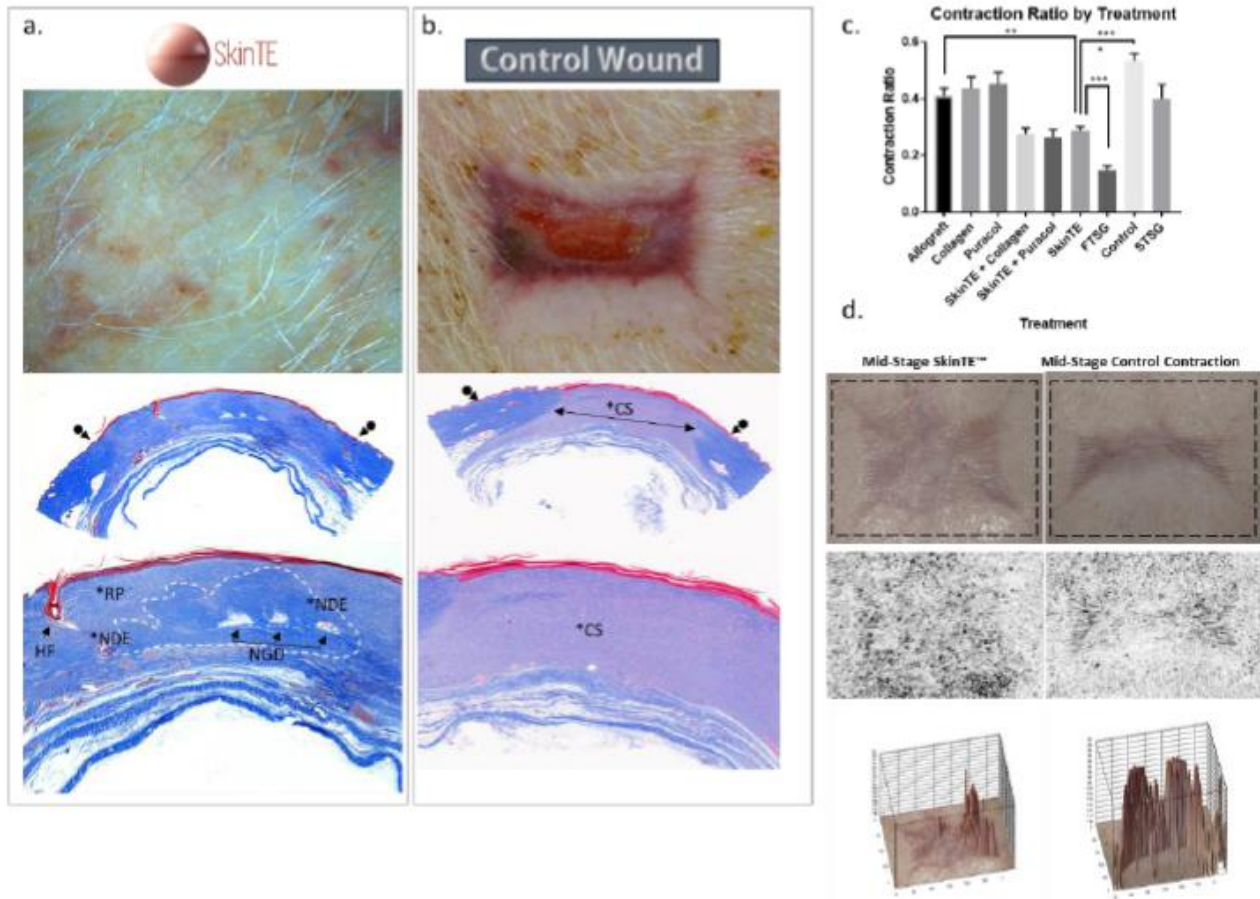 a.
SkinTE
*RP
*NDE
*NDE
HF
NGD
b.
Control Wound
*CS
*CS
c.
Contraction Ratio by Treatment
**
***
*
***
Contraction Ratio
0.6
0.4
0.2
0.0
Allograft
Collagen
Puracol
SkinTE + Collagen
SkinTE + Puracol
SkinTE
FTSG
Control
STSG
Treatment
d.
Mid-Stage SkinTE™
Mid-Stage Control Contraction